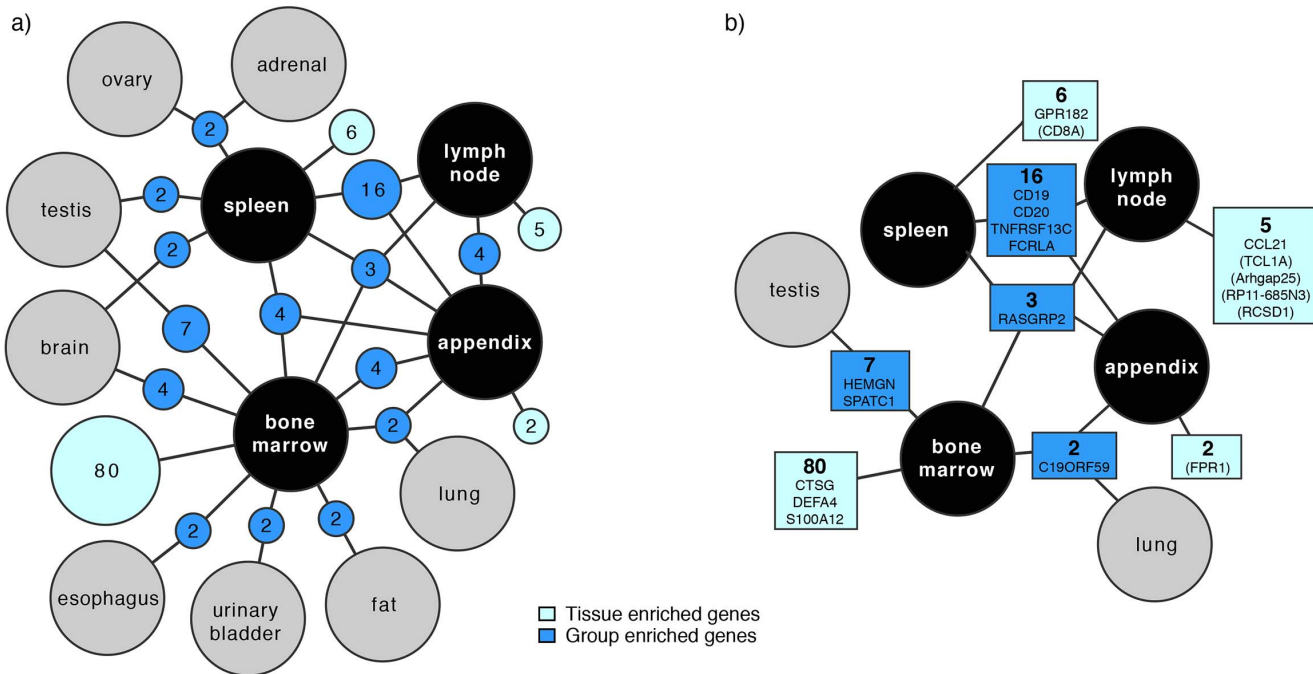 a)
ovary
adrenal
2
6
lymph
node
16
testis
2
spleen
5
2
4
3
7
4
brain
appendix
4
4
bone
marrow
2
2
80
lung
2
2
2
esophagus
urinary
bladder
fat
Tissue enriched genes
Group enriched genes
b)
6
GPR182
(CD8A)
lymph
node
16
CD19
CD20
TNFRSF13C
FCRLA
spleen
5
CCL21
(TCL1A)
(Arhgap25)
(RP11-685N3)
(RCSD1)
testis
3
RASGRP2
appendix
7
HEMGN
SPATC1
bone
marrow
2
C19ORF59
2
(FPR1)
80
CTSG
DEFA4
S100A12
lung